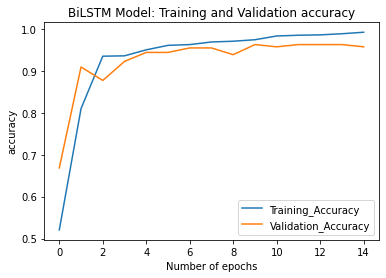 BiLSTM Model: Training and Validation accuracy
1.0
0.9
0.8
0.7
0.6
0.5
accuracy
Training_Accuracy
Validation_Accuracy
0 2 4 6 8 10 12 14
Number of epochs